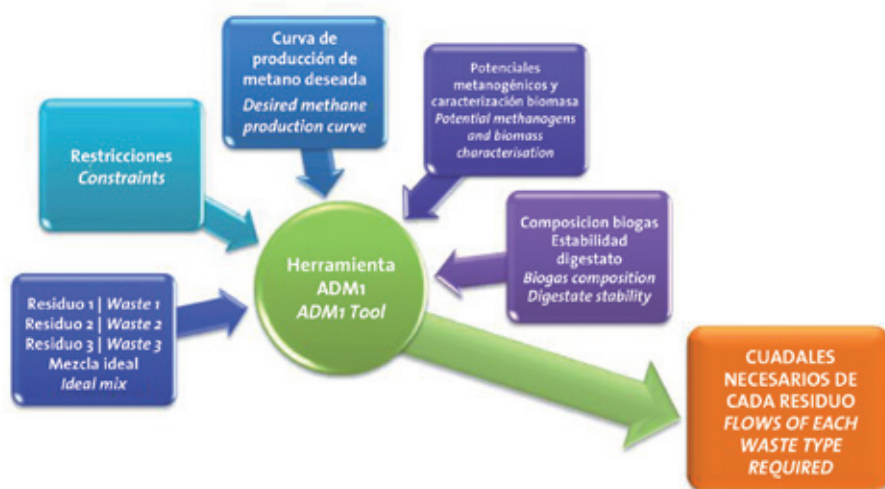 Curva de
producción de
metano deseada
Desired methane
production curve
Potenciales
metanogénicos y
caracterización biomasa
Potential methanogens
and biomass
characterisation
Restricciones
Constraints
Composicion biogas
Estabilidad
digestato
Biogas composition
Digestate stability
Herramienta
ADM1
ADM1 Tool
Residuo 1 | Waste 1
Residuo 2 | Waste 2
Residuo 3 | Waste 3
Mezcla ideal
Ideal mix
CUADALES
NECESARIOS DE
CADA RESIDUO
FLOWS OF EACH
WASTE TYPE
REQUIRED